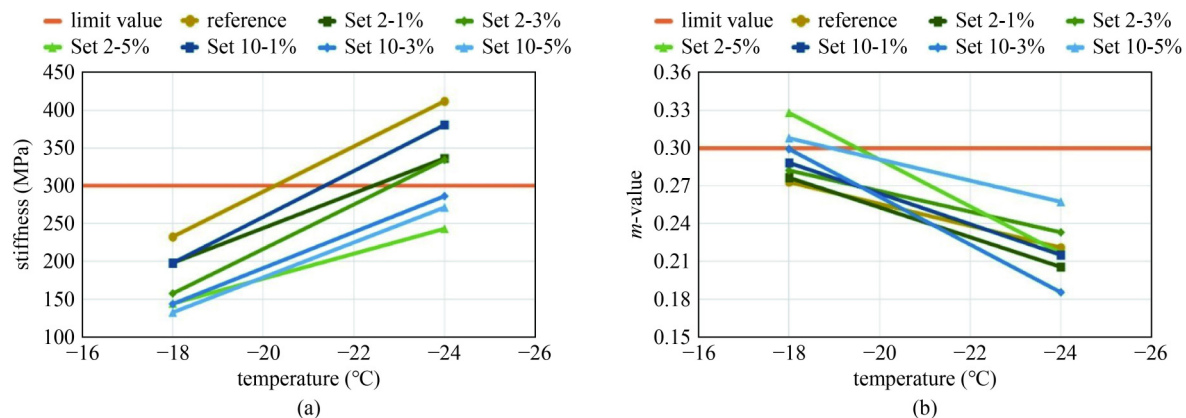 limit value reference Set 2-1% Set 2-3%
Set 2-5% Set 10-1% Set 10-3% Set 10-5%
450
400
350
300
250
200
150
100
stiffness (MPa)
−16 −18 −20 −22 −24 −26
temperature (°C)
(a)
limit value reference Set 2-1% Set 2-3%
Set 2-5% Set 10-1% Set 10-3% Set 10-5%
0.36
0.33
0.30
0.27
0.24
0.21
0.18
0.15
m-value
−16 −18 −20 −22 −24 −26
temperature (°C)
(b)